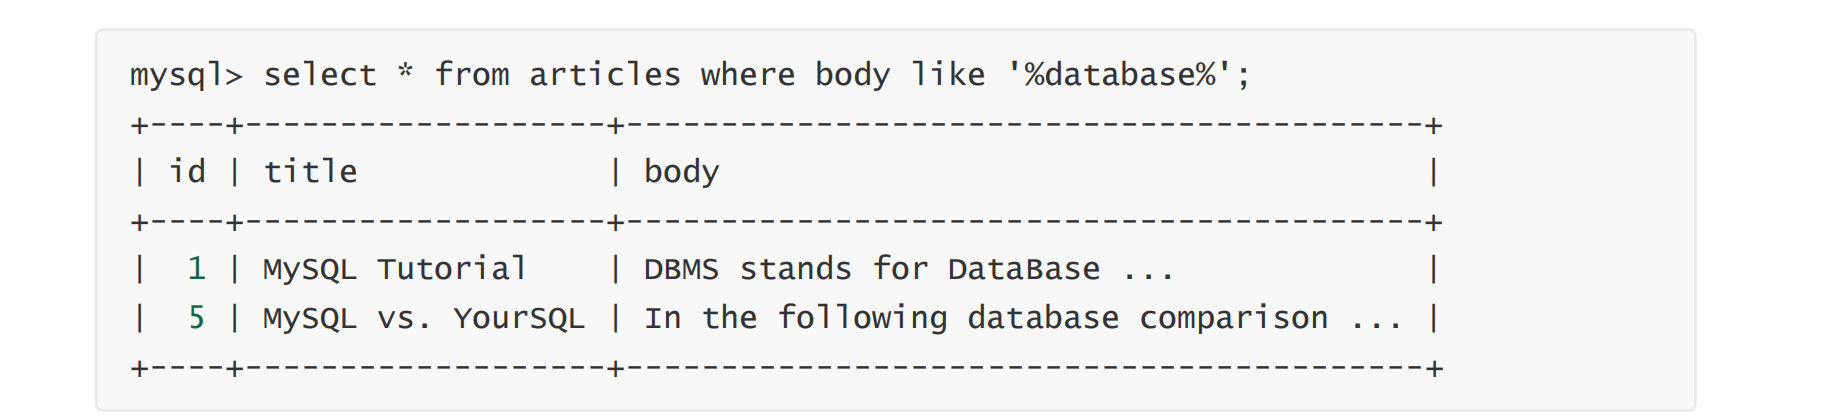 mysql> select * from articles where body like '%database%';
+----+-------------------+------------------------------------------+
| id | title             | body                                     |
+----+-------------------+------------------------------------------+
|  1 | MySQL Tutorial    | DBMS stands for DataBase ...             |
|  5 | MySQL vs. YourSQL | In the following database comparison ... |
+----+-------------------+------------------------------------------+